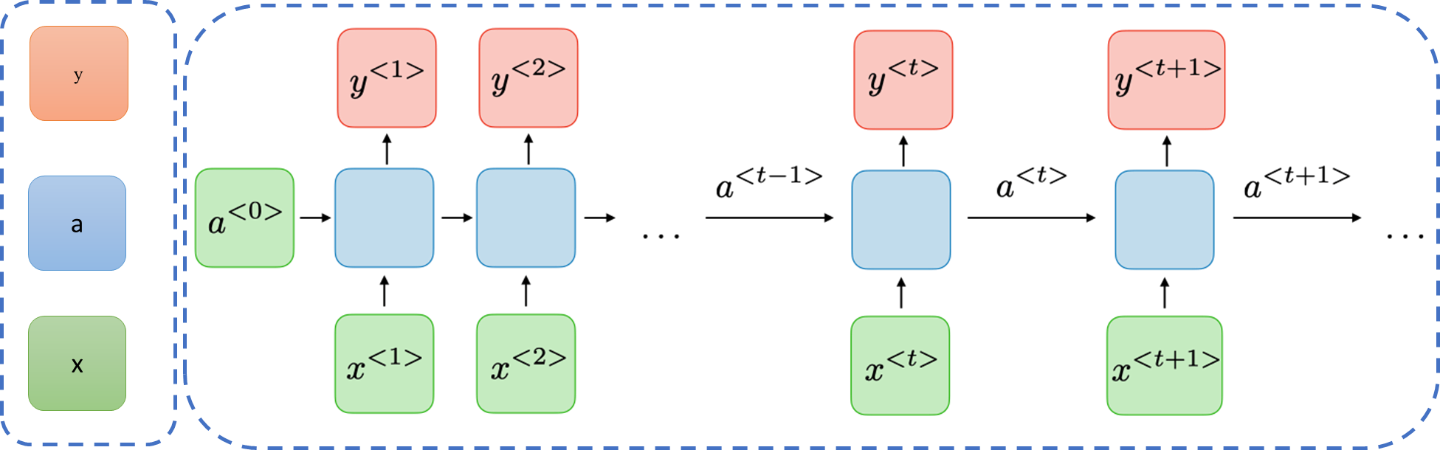 y
a
x
y<1>
y<2>
y<t>
y<t+1>
a<0>
...
a<t−1>
a<t>
a<t+1>
...
x<1>
x<2>
x<t>
x<t+1>